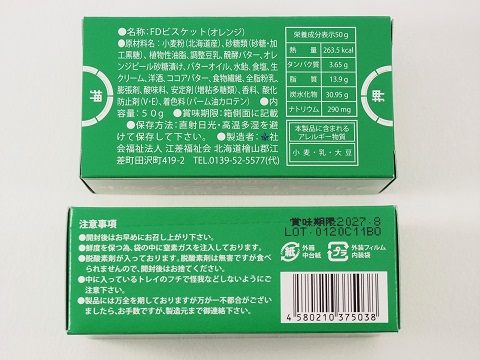 ●名称:FDビスケット(オレンジ)
●原材料名:小麦粉(北海道産)、砂糖類(砂糖・加
工黒糖)、植物性油脂、調整豆乳、醗酵バター、オ
レンジピール砂糖漬け、バターオイル、水飴、食塩、生
クリーム、洋酒、ココアバター、食物繊維、全脂粉乳、
膨張剤、酸味料、安定剤(増粘多糖類)、香料、酸化
防止剤(V・E)、着色料(パーム油カロテン) ●内
容量:50g ●賞味期限:箱側面に記載
●保存方法:直射日光・高温多湿を避
けて保存して下さい。●製造者:社
会福祉法人 江差福祉会 北海道檜山郡江
差町田沢町419-2 TEL.0139-52-5577(代)
押
栄養成分表示50g
熱量 263.5kcal
タンパク質 3.65g
脂質 13.9g
炭水化物 30.95g
ナトリウム 290mg
本製品に含まれる
アレルギー物質
小麦・乳・大豆
押
注意事項
●開封後はお早めにお召し上がり下さい。
●鮮度を保つ為、袋の中に窒素ガスを注入しております。
●脱酸素剤が入っております。脱酸素剤は無害ですが食べ
られませんので、開封後はお捨てください。
●中に入っているトレイのフチで怪我などしないようにご
注意下さい。
●製品には万全を期しておりますが万が一不都合がござい
ましたら、お手数ですが、製造元まで御連絡下さい。
賞味期限2027.8
LOT-0120C11B0
紙
外箱
中台紙
プラ
外装フィルム
内装袋
4 580210 375038